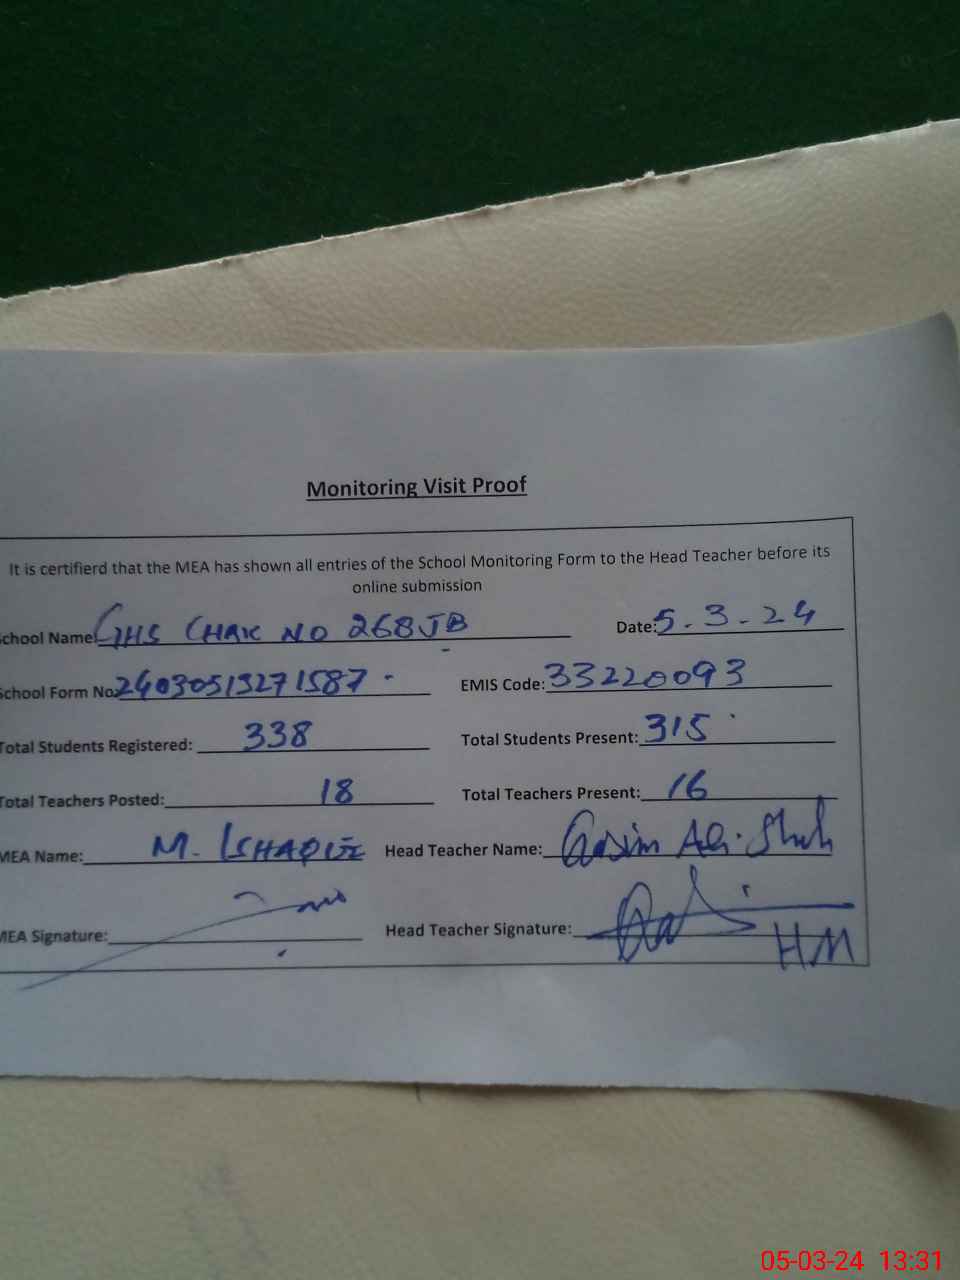 Monitoring Visit Proof
It is certifierd that the MEA has shown all entries of the School Monitoring Form to the Head Teacher before its
online submission
School Name: GHS CHAK NO 268JB Date: 5.3.24
School Form No: 24030513271587 EMIS Code: 33220093
Total Students Registered: 338 Total Students Present: 315
Total Teachers Posted: 18 Total Teachers Present: 16
MEA Name: M. ISHAQUE Head Teacher Name: Qasim Ali Shah
MEA Signature: Head Teacher Signature:
HM
05-03-24 13:31